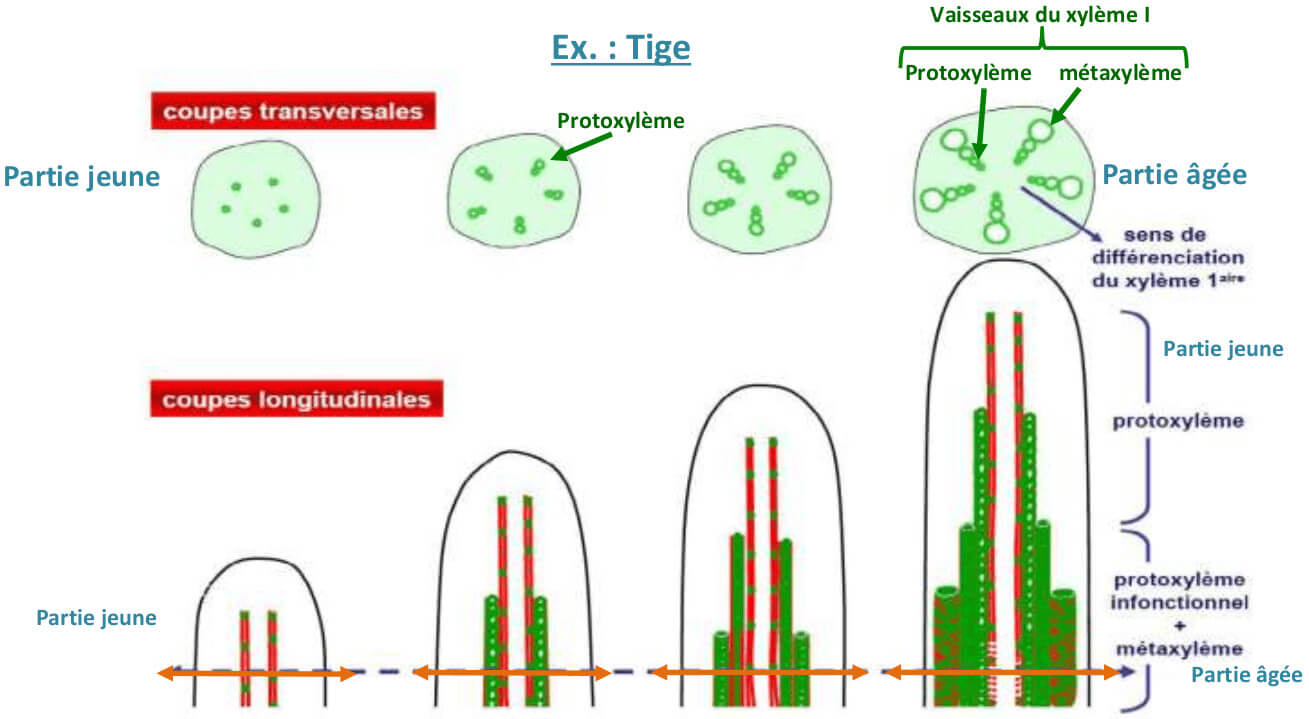 Vaisseaux du xylème I
Ex. : Tige
Protoxylème métaxylème
coupes transversales
Protoxylème
Partie jeune
Partie âgée
sens de
différenciation
du xylème 1aire
Partie jeune
coupes longitudinales
protoxylème
protoxylème
infonctionnel
+
métaxylème
Partie jeune
Partie âgée